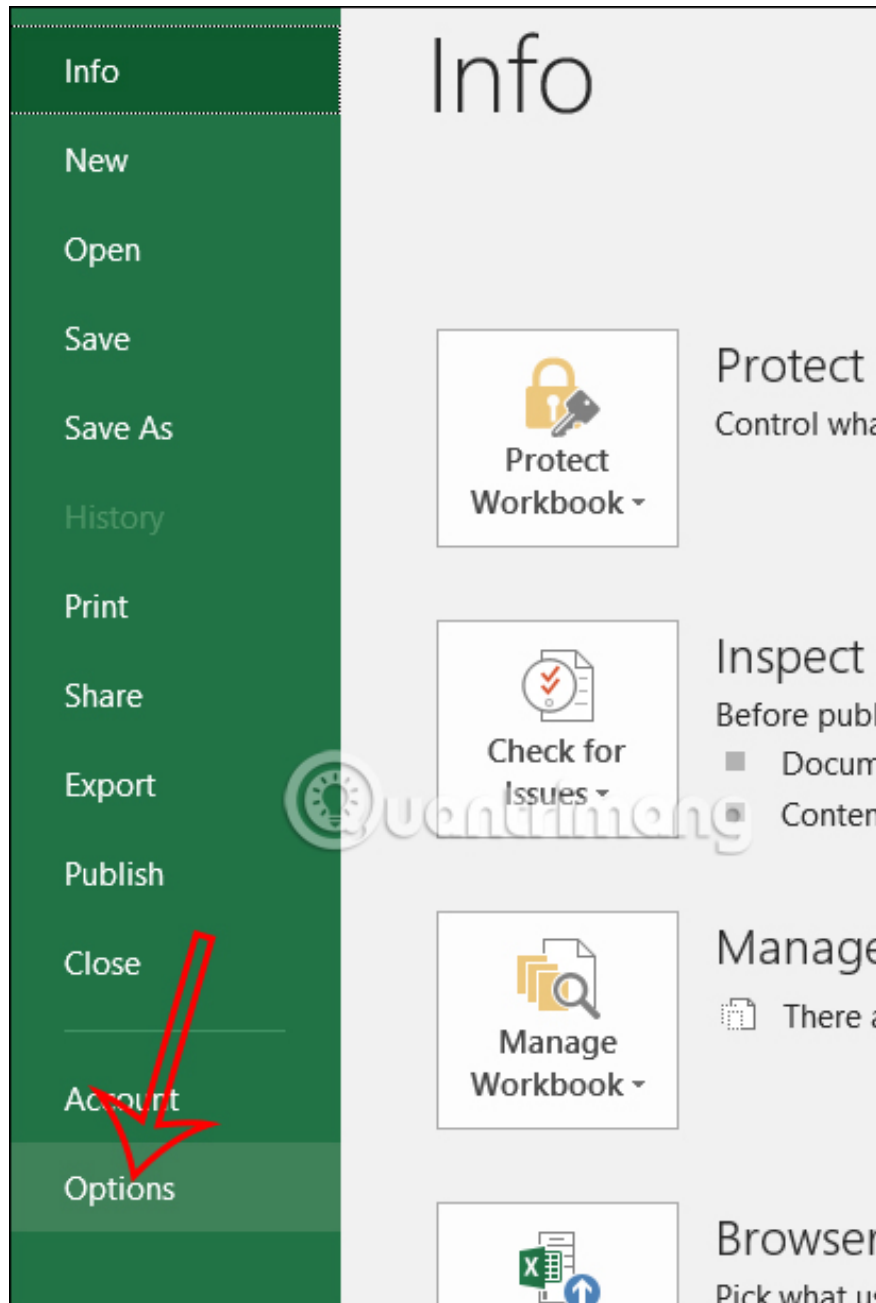 Info
New
Open
Save
Save As
History
Print
Share
Export
Publish
Close
Account
Options
Info
Protect
Workbook
Protect
Control wha
Check for
Issues
Inspect
Before publ
Docum
Conten
Quantrimang
Manage
Workbook
Manage
There a
Browser
Pick what us